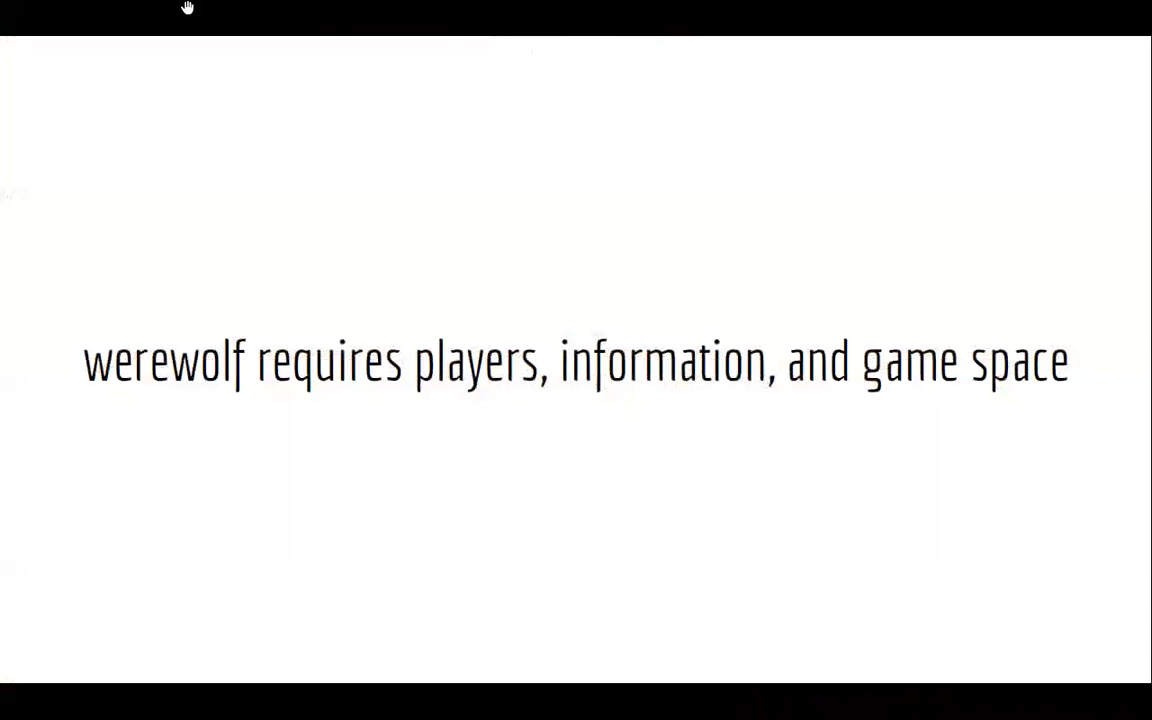 werewolf requires players, information, and game space